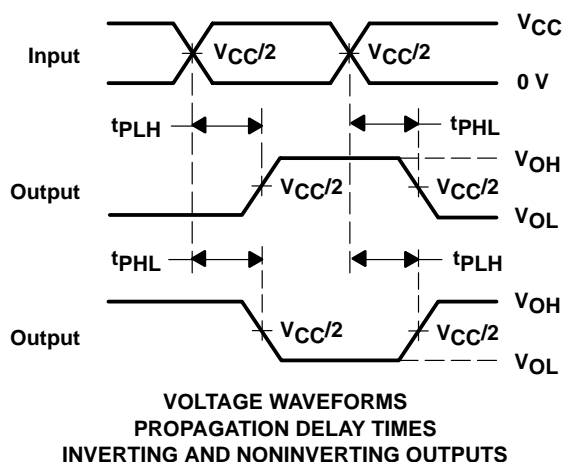 VCC
Input VCC/2 VCC/2
0 V
tPLH tPHL
VOH
Output VCC/2 VCC/2
VOL
tPHL tPLH
VOH
Output VCC/2 VCC/2
VOL
VOLTAGE WAVEFORMS
PROPAGATION DELAY TIMES
INVERTING AND NONINVERTING OUTPUTS